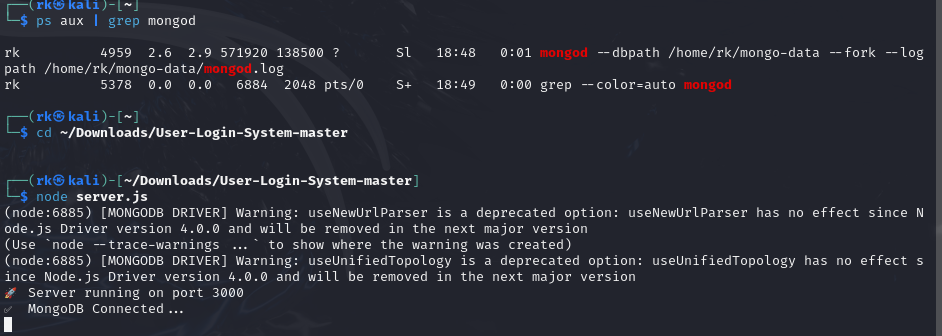 ┌──(rk㉿kali)-[~]
└─$ ps aux | grep mongod
rk 4959 2.6 2.9 571920 138500 ? Sl 18:48 0:01 mongod --dbpath /home/rk/mongo-data --fork --log
path /home/rk/mongo-data/mongod.log
rk 5378 0.0 0.0 6884 2048 pts/0 S+ 18:49 0:00 grep --color=auto mongod
┌──(rk㉿kali)-[~]
└─$ cd ~/Downloads/User-Login-System-master
┌──(rk㉿kali)-[~/Downloads/User-Login-System-master]
└─$ node server.js
(node:6885) [MONGODB DRIVER] Warning: useNewUrlParser is a deprecated option: useNewUrlParser has no effect since N
ode.js Driver version 4.0.0 and will be removed in the next major version
(Use `node --trace-warnings ...` to show where the warning was created)
(node:6885) [MONGODB DRIVER] Warning: useUnifiedTopology is a deprecated option: useUnifiedTopology has no effect s
ince Node.js Driver version 4.0.0 and will be removed in the next major version
🚀 Server running on port 3000
✅ MongoDB Connected...